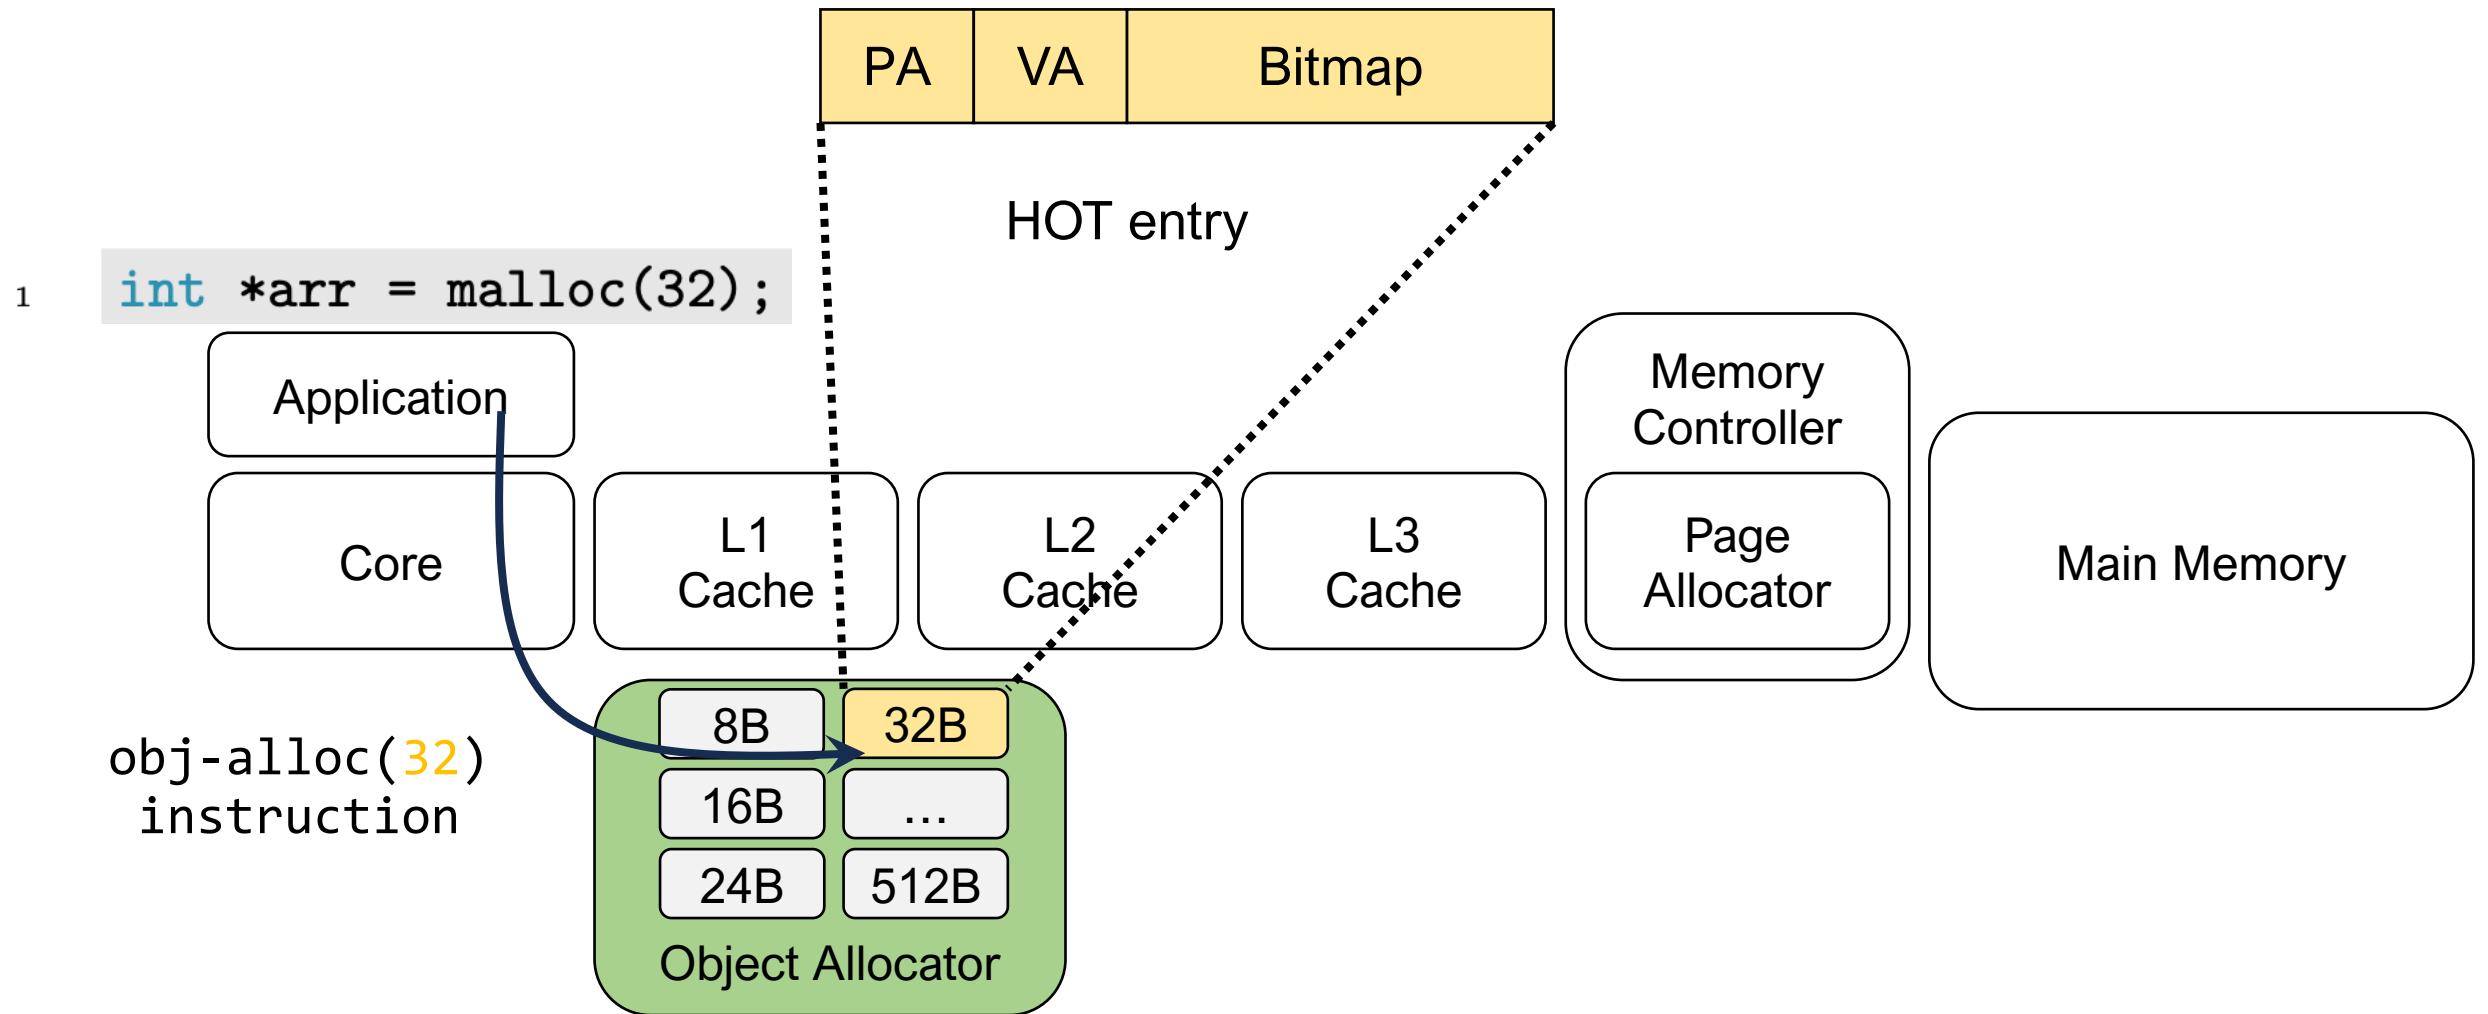 PA VA Bitmap
HOT entry
1 int *arr = malloc(32);
Application
Core
L1
Cache
L2
Cache
L3
Cache
Memory
Controller
Page
Allocator
Main Memory
obj-alloc(32)
instruction
8B 32B
16B ...
24B 512B
Object Allocator